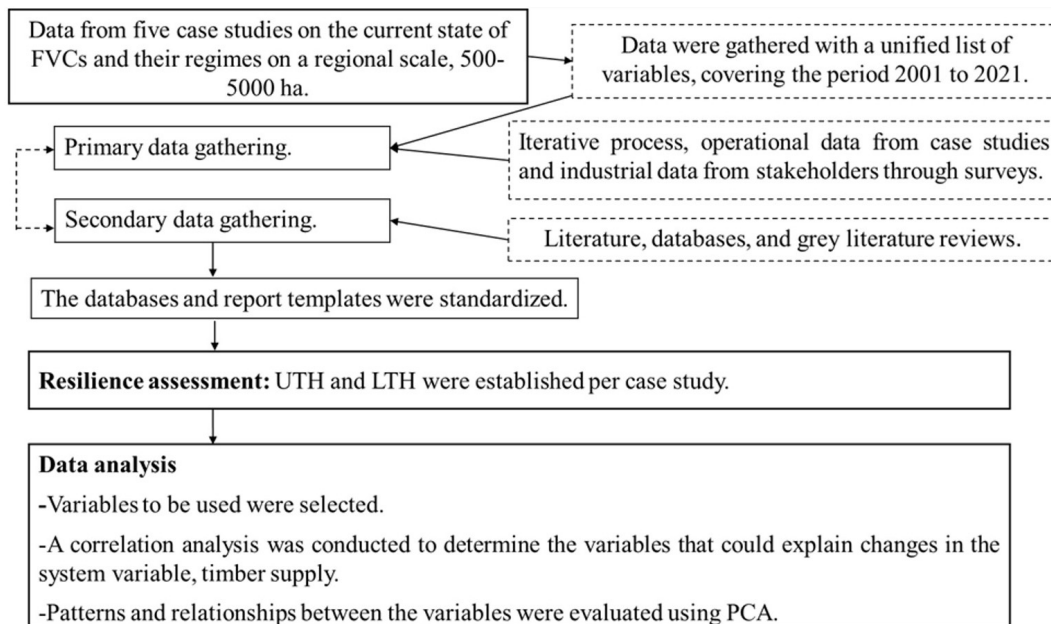 Data from five case studies on the current state of
FVCs and their regimes on a regional scale, 500-
5000 ha.
Data were gathered with a unified list of
variables, covering the period 2001 to 2021.
Primary data gathering.
Iterative process, operational data from case studies
and industrial data from stakeholders through surveys.
Secondary data gathering.
Literature, databases, and grey literature reviews.
The databases and report templates were standardized.
Resilience assessment: UTH and LTH were established per case study.
Data analysis
-Variables to be used were selected.
-A correlation analysis was conducted to determine the variables that could explain changes in the
system variable, timber supply.
-Patterns and relationships between the variables were evaluated using PCA.